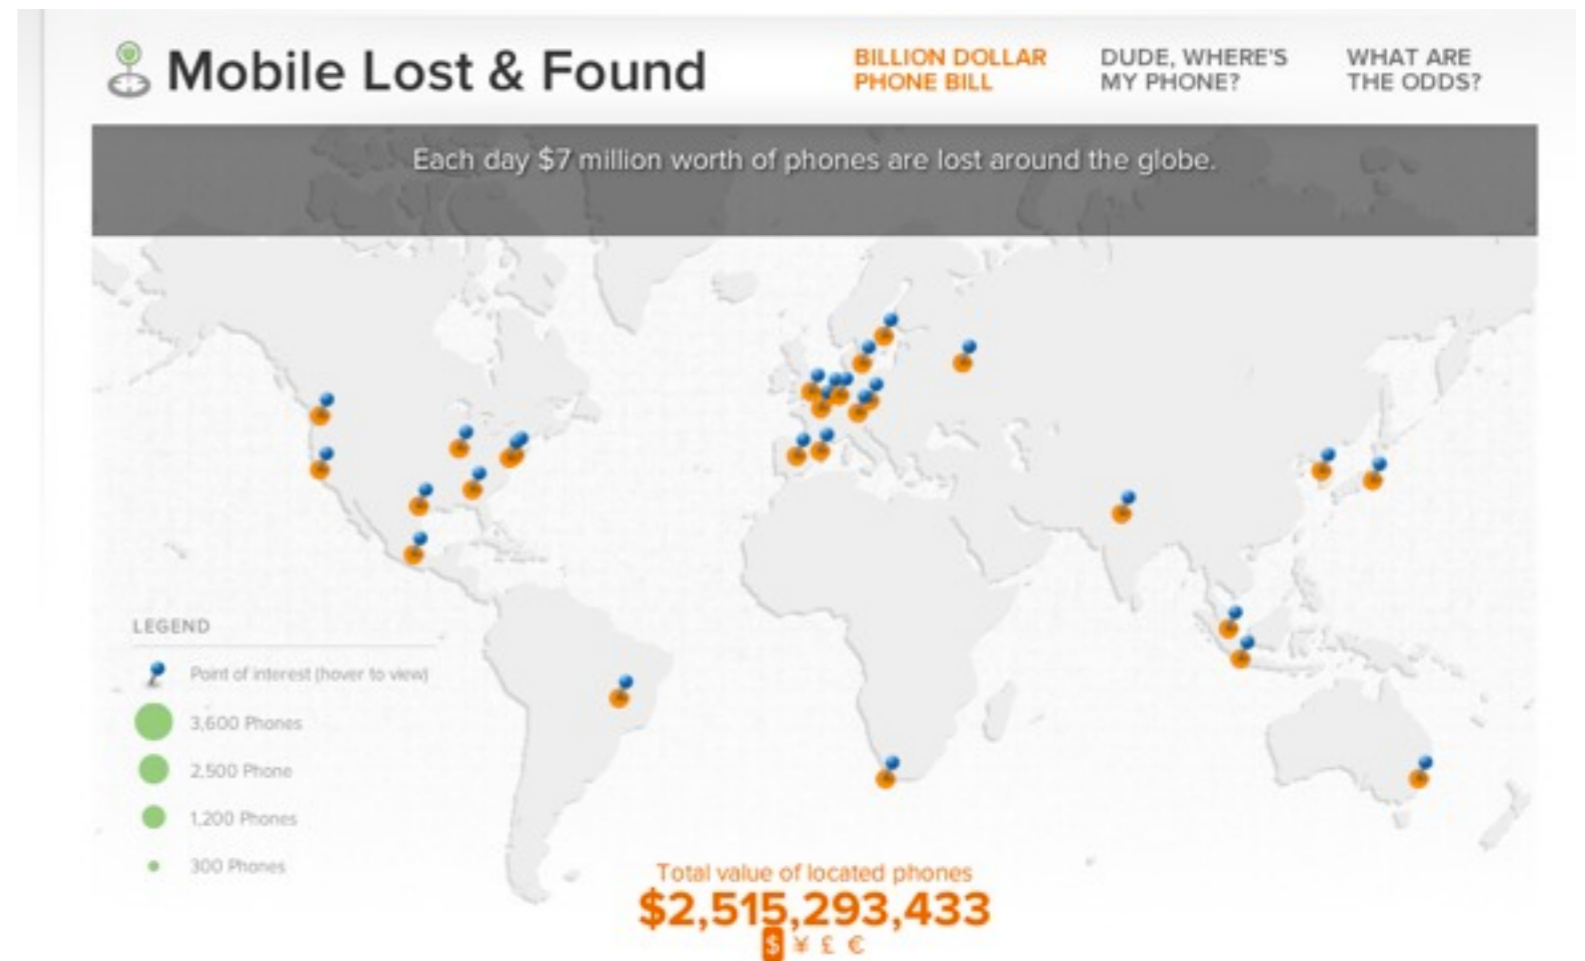 Mobile Lost & Found
BILLION DOLLAR
PHONE BILL
DUDE, WHERE'S
MY PHONE?
WHAT ARE
THE ODDS?
Each day $7 million worth of phones are lost around the globe.
LEGEND
Point of interest (hover to view)
3,600 Phones
2,500 Phone
1,200 Phones
300 Phones
Total value of located phones
$2,515,293,433
$ ¥ £ €